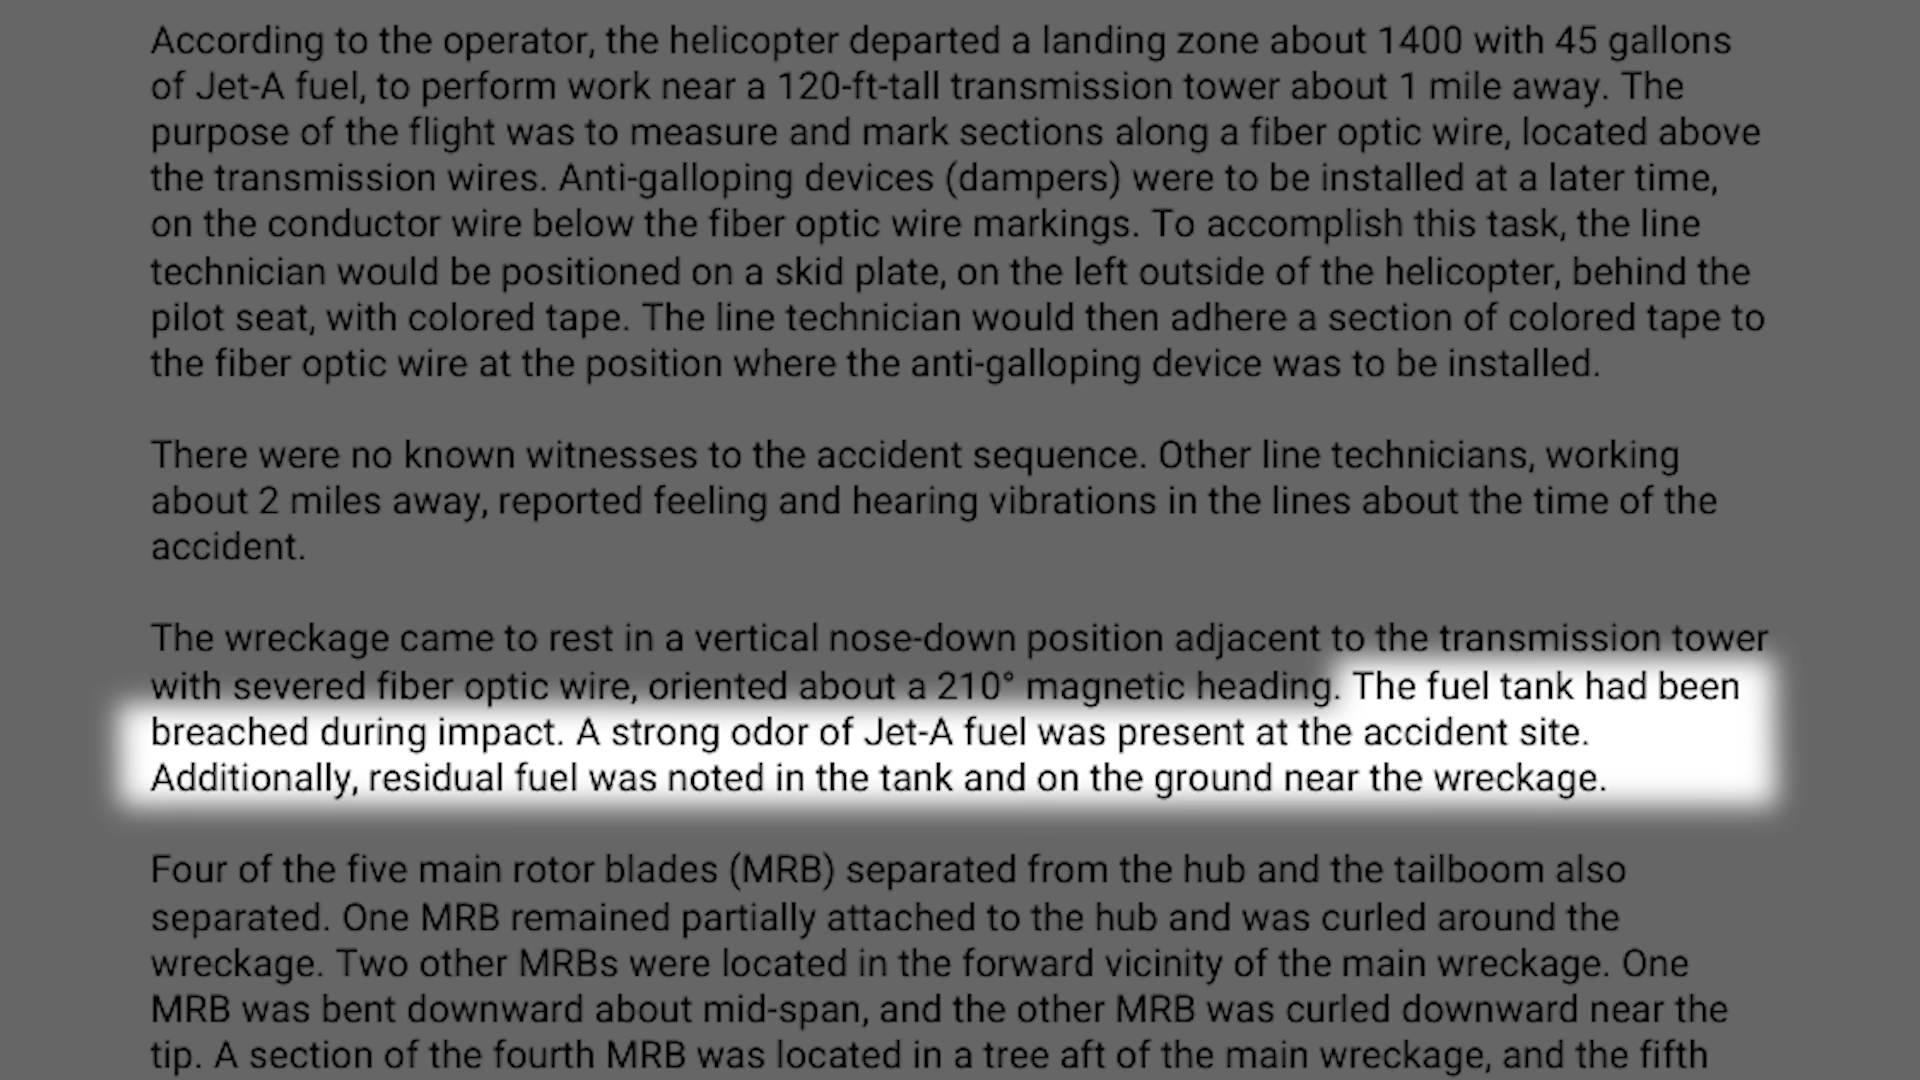 According to the operator, the helicopter departed a landing zone about 1400 with 45 gallons
of Jet-A fuel, to perform work near a 120-ft-tall transmission tower about 1 mile away. The
purpose of the flight was to measure and mark sections along a fiber optic wire, located above
the transmission wires. Anti-galloping devices (dampers) were to be installed at a later time,
on the conductor wire below the fiber optic wire markings. To accomplish this task, the line
technician would be positioned on a skid plate, on the left outside of the helicopter, behind the
pilot seat, with colored tape. The line technician would then adhere a section of colored tape to
the fiber optic wire at the position where the anti-galloping device was to be installed.
There were no known witnesses to the accident sequence. Other line technicians, working
about 2 miles away, reported feeling and hearing vibrations in the lines about the time of the
accident.
The wreckage came to rest in a vertical nose-down position adjacent to the transmission tower
with severed fiber optic wire, oriented about a 210° magnetic heading. The fuel tank had been
breached during impact. A strong odor of Jet-A fuel was present at the accident site.
Additionally, residual fuel was noted in the tank and on the ground near the wreckage.
Four of the five main rotor blades (MRB) separated from the hub and the tailboom also
separated. One MRB remained partially attached to the hub and was curled around the
wreckage. Two other MRBs were located in the forward vicinity of the main wreckage. One
MRB was bent downward about mid-span, and the other MRB was curled downward near the
tip. A section of the fourth MRB was located in a tree aft of the main wreckage, and the fifth